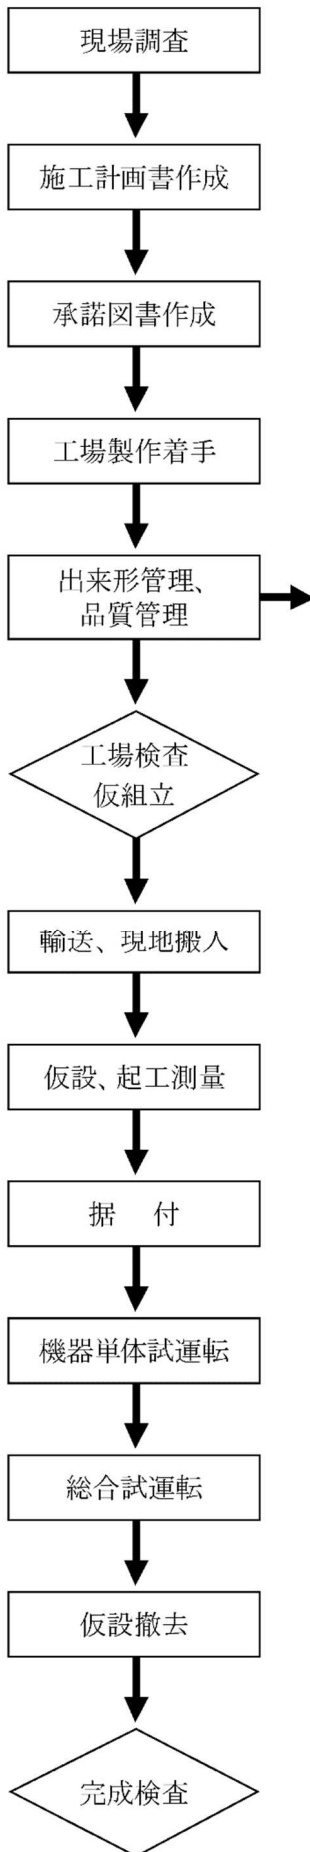 現場調査
施工計画書作成
承諾図書作成
工場製作着手
出来形管理、
品質管理
工場検査
仮組立
輸送、現地搬人
仮設、起工測量
据　付
機器単体試運転
総合試運転
仮設撤去
完成検査